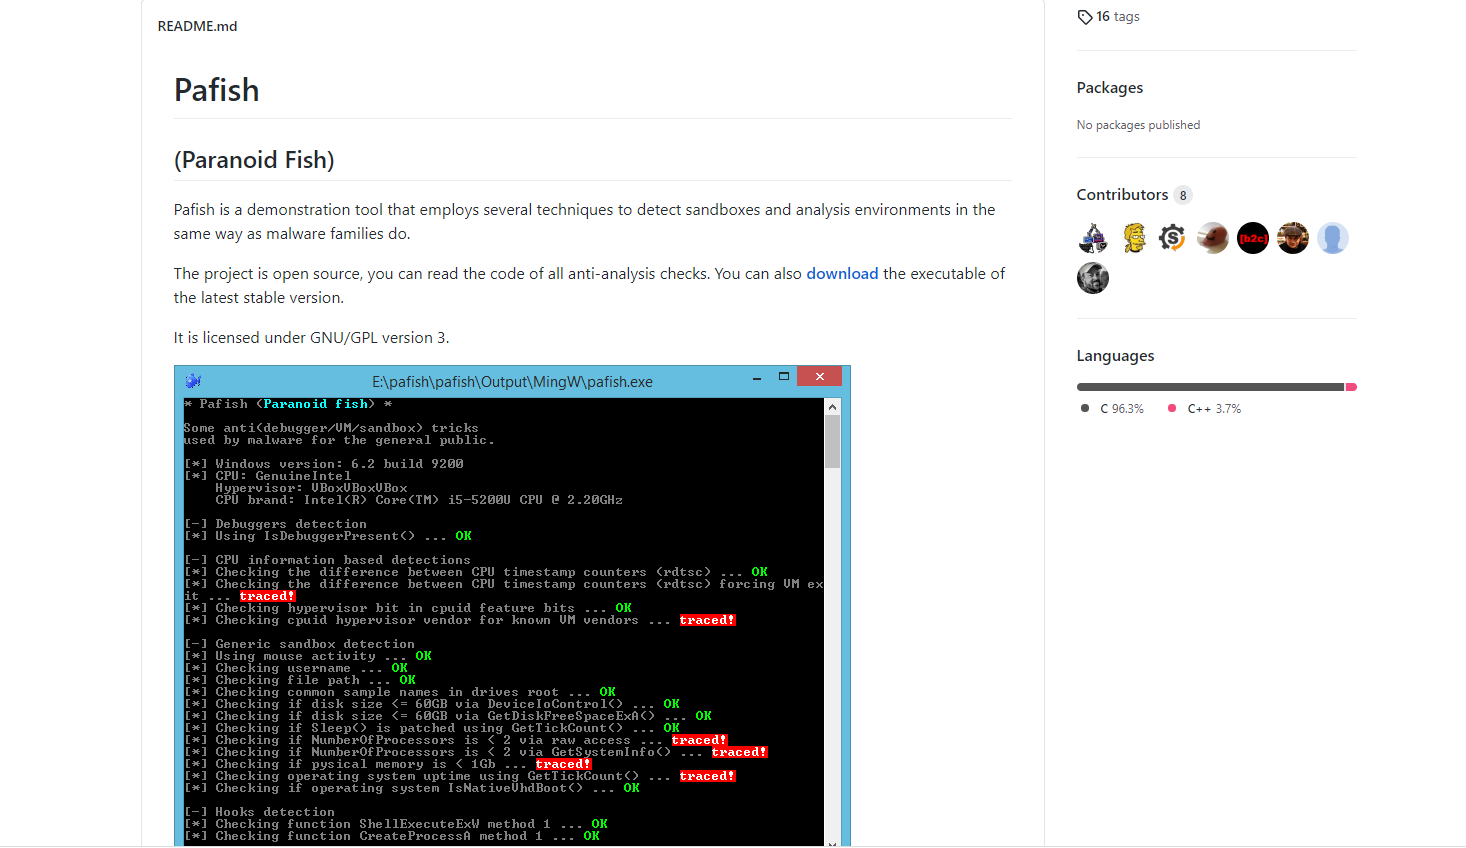 README.md
Pafish
(Paranoid Fish)
Pafish is a demonstration tool that employs several techniques to detect sandboxes and analysis environments in the
same way as malware families do.
The project is open source, you can read the code of all anti-analysis checks. You can also download the executable of
the latest stable version.
It is licensed under GNU/GPL version 3.
E:\pafish\pafish\Output\MingW\pafish.exe
* Pafish (Paranoid fish) *
Some anti(debugger/VM/sandbox) tricks
used by malware for the general public.
[*] Windows version: 6.2 build 9200
[*] CPU: GenuineIntel
Hypervisor: VBoxVBoxVBox
CPU brand: Intel(R) Core(TM) i5-5200U CPU @ 2.20GHz
[-] Debuggers detection
[*] Using IsDebuggerPresent() ... OK
[-] CPU information based detections
[*] Checking the difference between CPU timestamp counters (rdtsc) ... OK
[*] Checking the difference between CPU timestamp counters (rdtsc) forcing VM ex
it ... traced!
[*] Checking hypervisor bit in cpuid feature bits ... OK
[*] Checking cpuid hypervisor vendor for known VM vendors ... traced!
[-] Generic sandbox detection
[*] Using mouse activity ... OK
[*] Checking username ... OK
[*] Checking file path ... OK
[*] Checking common sample names in drives root ... OK
[*] Checking if disk size <= 60GB via DeviceIoControl() ... OK
[*] Checking if disk size <= 60GB via GetDiskFreeSpaceExA() ... OK
[*] Checking if Sleep() is patched using GetTickCount() ... OK
[*] Checking if NumberOfProcessors is < 2 via raw access ... traced!
[*] Checking if NumberOfProcessors is < 2 via GetSystemInfo() ... traced!
[*] Checking if pysical memory is < 1Gb ... traced!
[*] Checking operating system uptime using GetTickCount() ... traced!
[*] Checking if operating system IsNativeVhdBoot() ... OK
[-] Hooks detection
[*] Checking function ShellExecuteExW method 1 ... OK
[*] Checking function CreateProcessA method 1 ... OK
16 tags
Packages
No packages published
Contributors 8
[b2c]
Languages
C 96.3%
C++ 3.7%